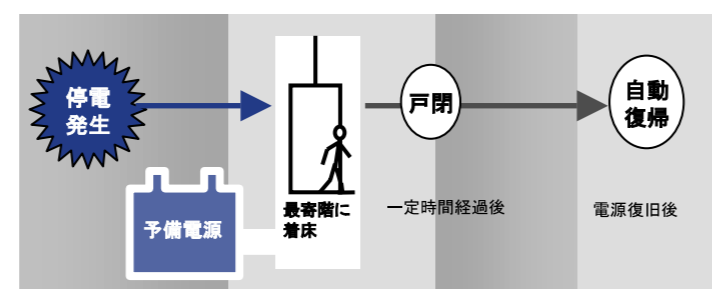 停電
発生
予備電源
最寄階に
着床
戸閉
一定時間経過後
自動
復帰
電源復旧後